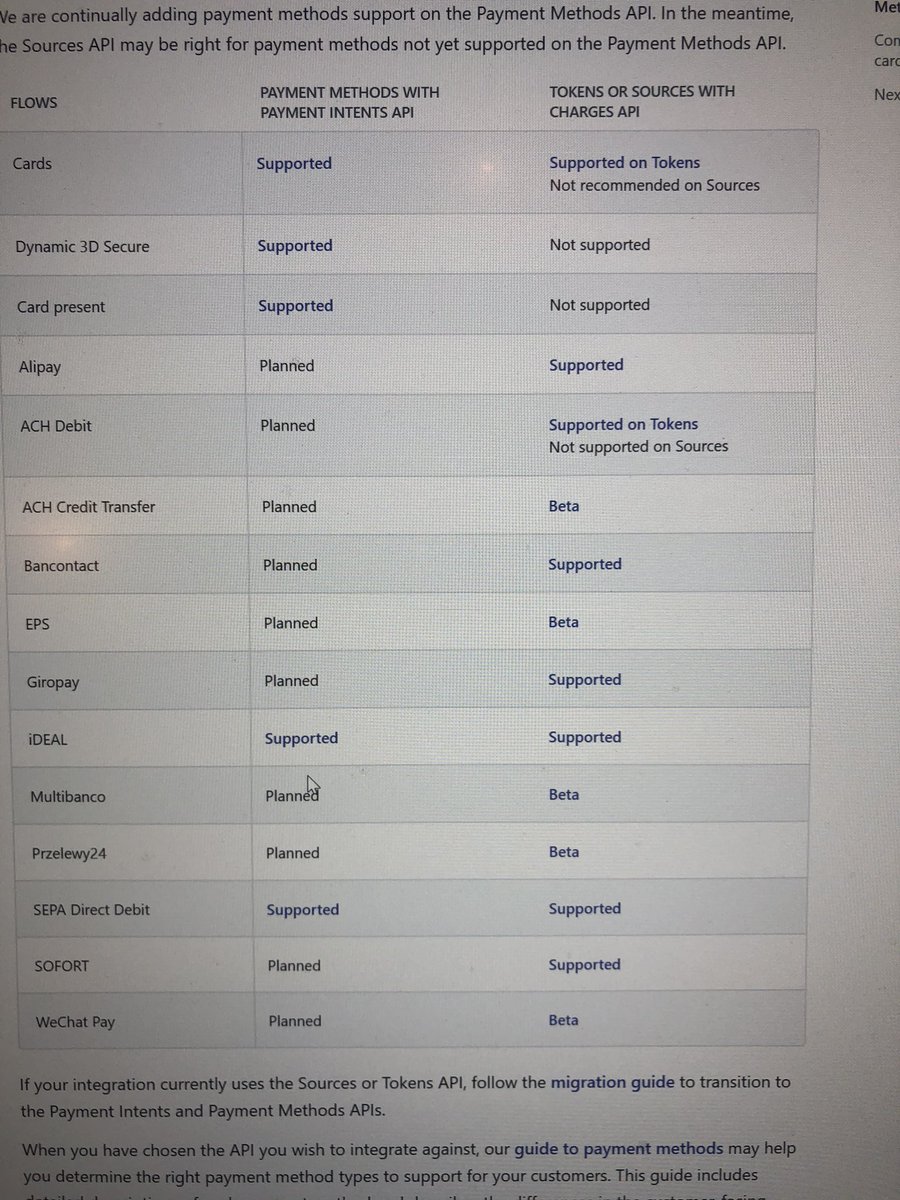 We are continually adding payment methods support on the Payment Methods API. In the meantime,
the Sources API may be right for payment methods not yet supported on the Payment Methods API.
FLOWS PAYMENT METHODS WITH PAYMENT INTENTS API TOKENS OR SOURCES WITH CHARGES API
Cards Supported Supported on Tokens
Not recommended on Sources
Dynamic 3D Secure Supported Not supported
Card present Supported Not supported
Alipay Planned Supported
ACH Debit Planned Supported on Tokens
Not supported on Sources
ACH Credit Transfer Planned Beta
Bancontact Planned Supported
EPS Planned Beta
Giropay Planned Supported
iDEAL Supported Supported
Multibanco Planned Beta
Przelewy24 Planned Beta
SEPA Direct Debit Supported Supported
SOFORT Planned Supported
WeChat Pay Planned Beta
If your integration currently uses the Sources or Tokens API, follow the migration guide to transition to
the Payment Intents and Payment Methods APIs.
When you have chosen the API you wish to integrate against, our guide to payment methods may help
you determine the right payment method types to support for your customers. This guide includes